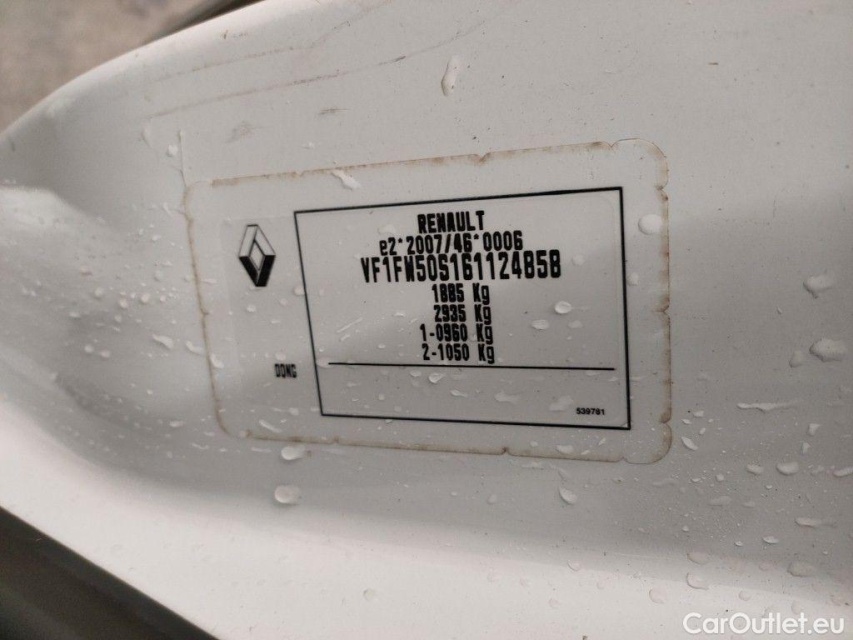 RENAULT
e2*2007/46*0006
VF1FW50S161124858
1885 Kg
2935 Kg
1-0960 Kg
2-1050 Kg
DONG
539781
CarOutlet.eu